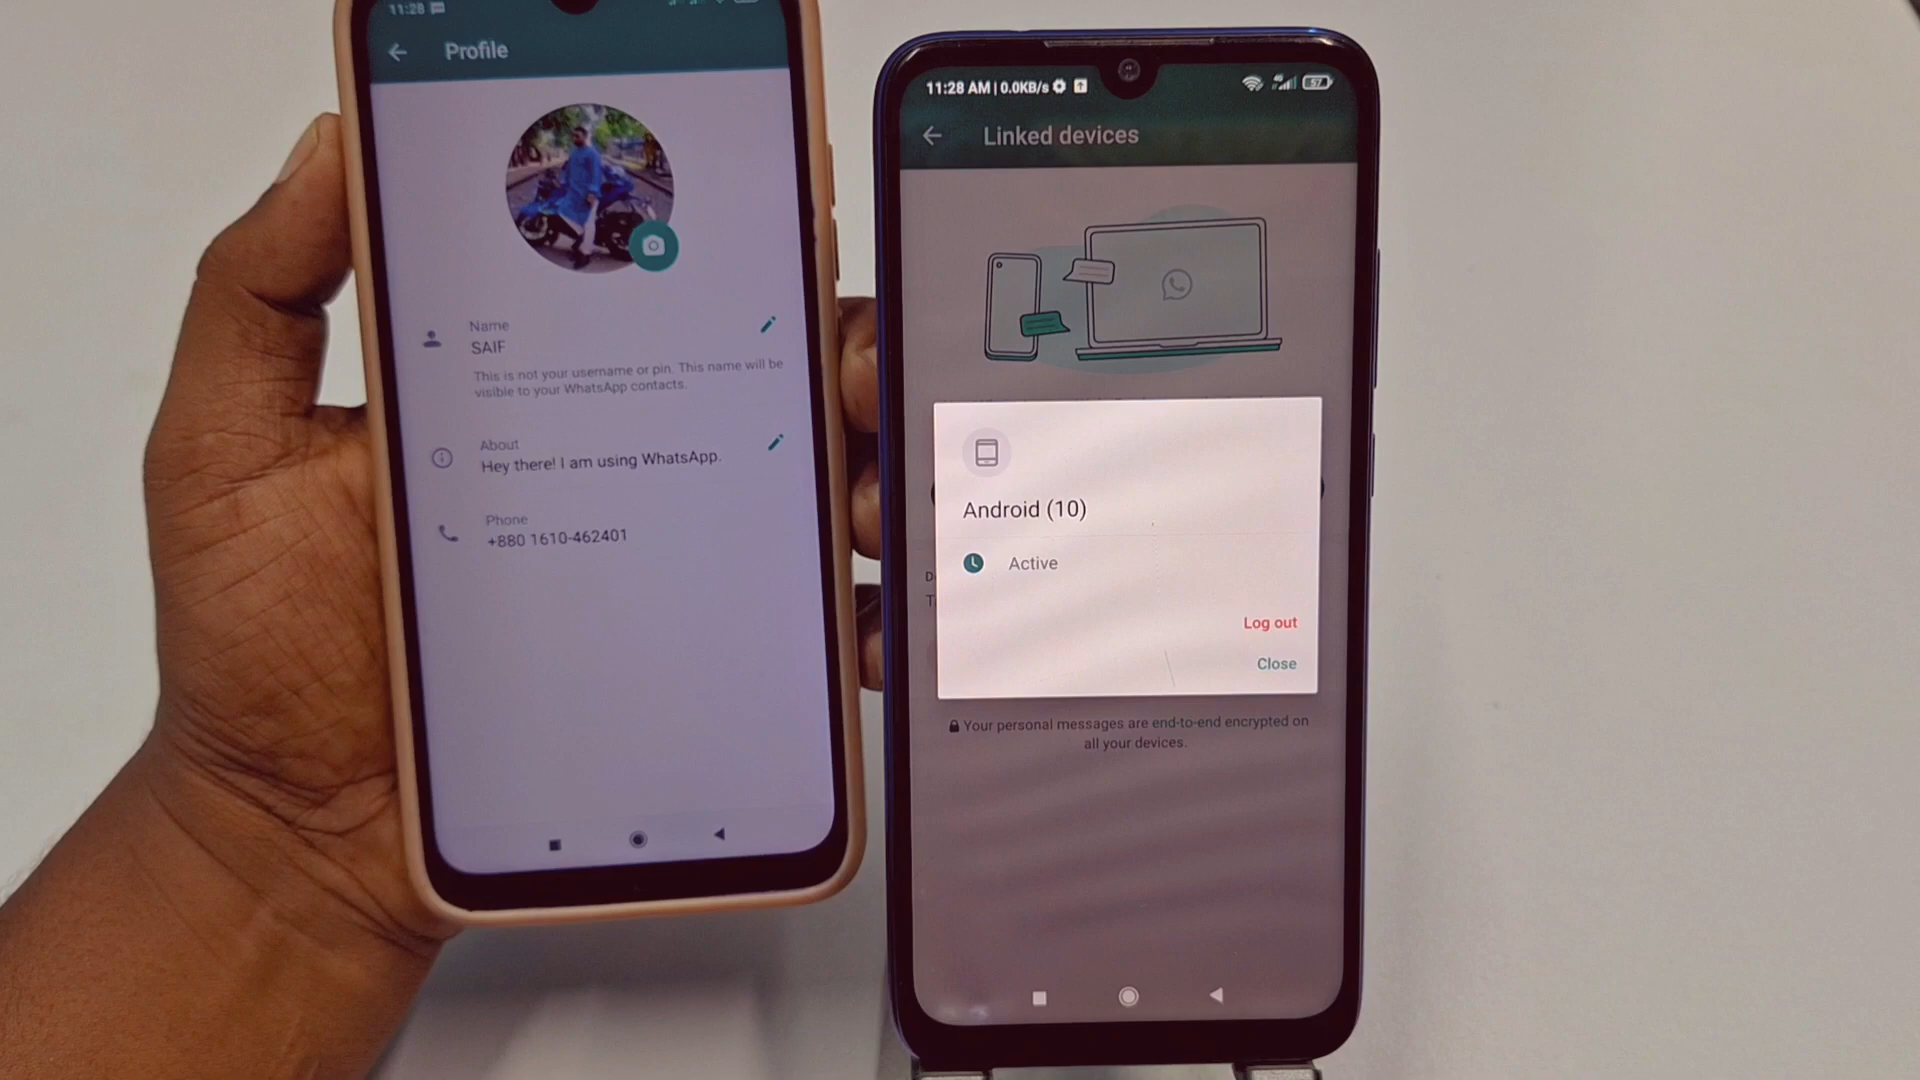 11:28
Profile
Name
SAIF
This is not your username or pin. This name will be
visible to your WhatsApp contacts.
About
Hey there! I am using WhatsApp.
Phone
+880 1610-462401
11:28 AM | 0.0KB/s
4G
57
Linked devices
Android (10)
Active
D
T
Log out
Close
Your personal messages are end-to-end encrypted on
all your devices.